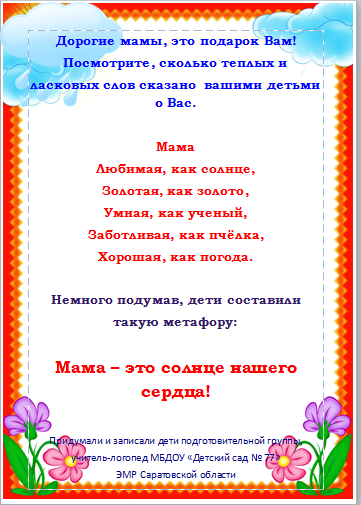 Дорогие мамы, это подарок Вам!
Посмотрите, сколько теплых и
ласковых слов сказано вашими детьми
о Вас.
Мама
Любимая, как солнце,
Золотая, как золото,
Умная, как ученый,
Заботливая, как пчёлка,
Хорошая, как погода.
Немного подумав, дети составили
такую метафору:
Мама – это солнце нашего
сердца!
Придумали и записали дети подготовительной группы,
учитель-логопед МБДОУ «Детский сад № 77»
ЭМР Саратовской области